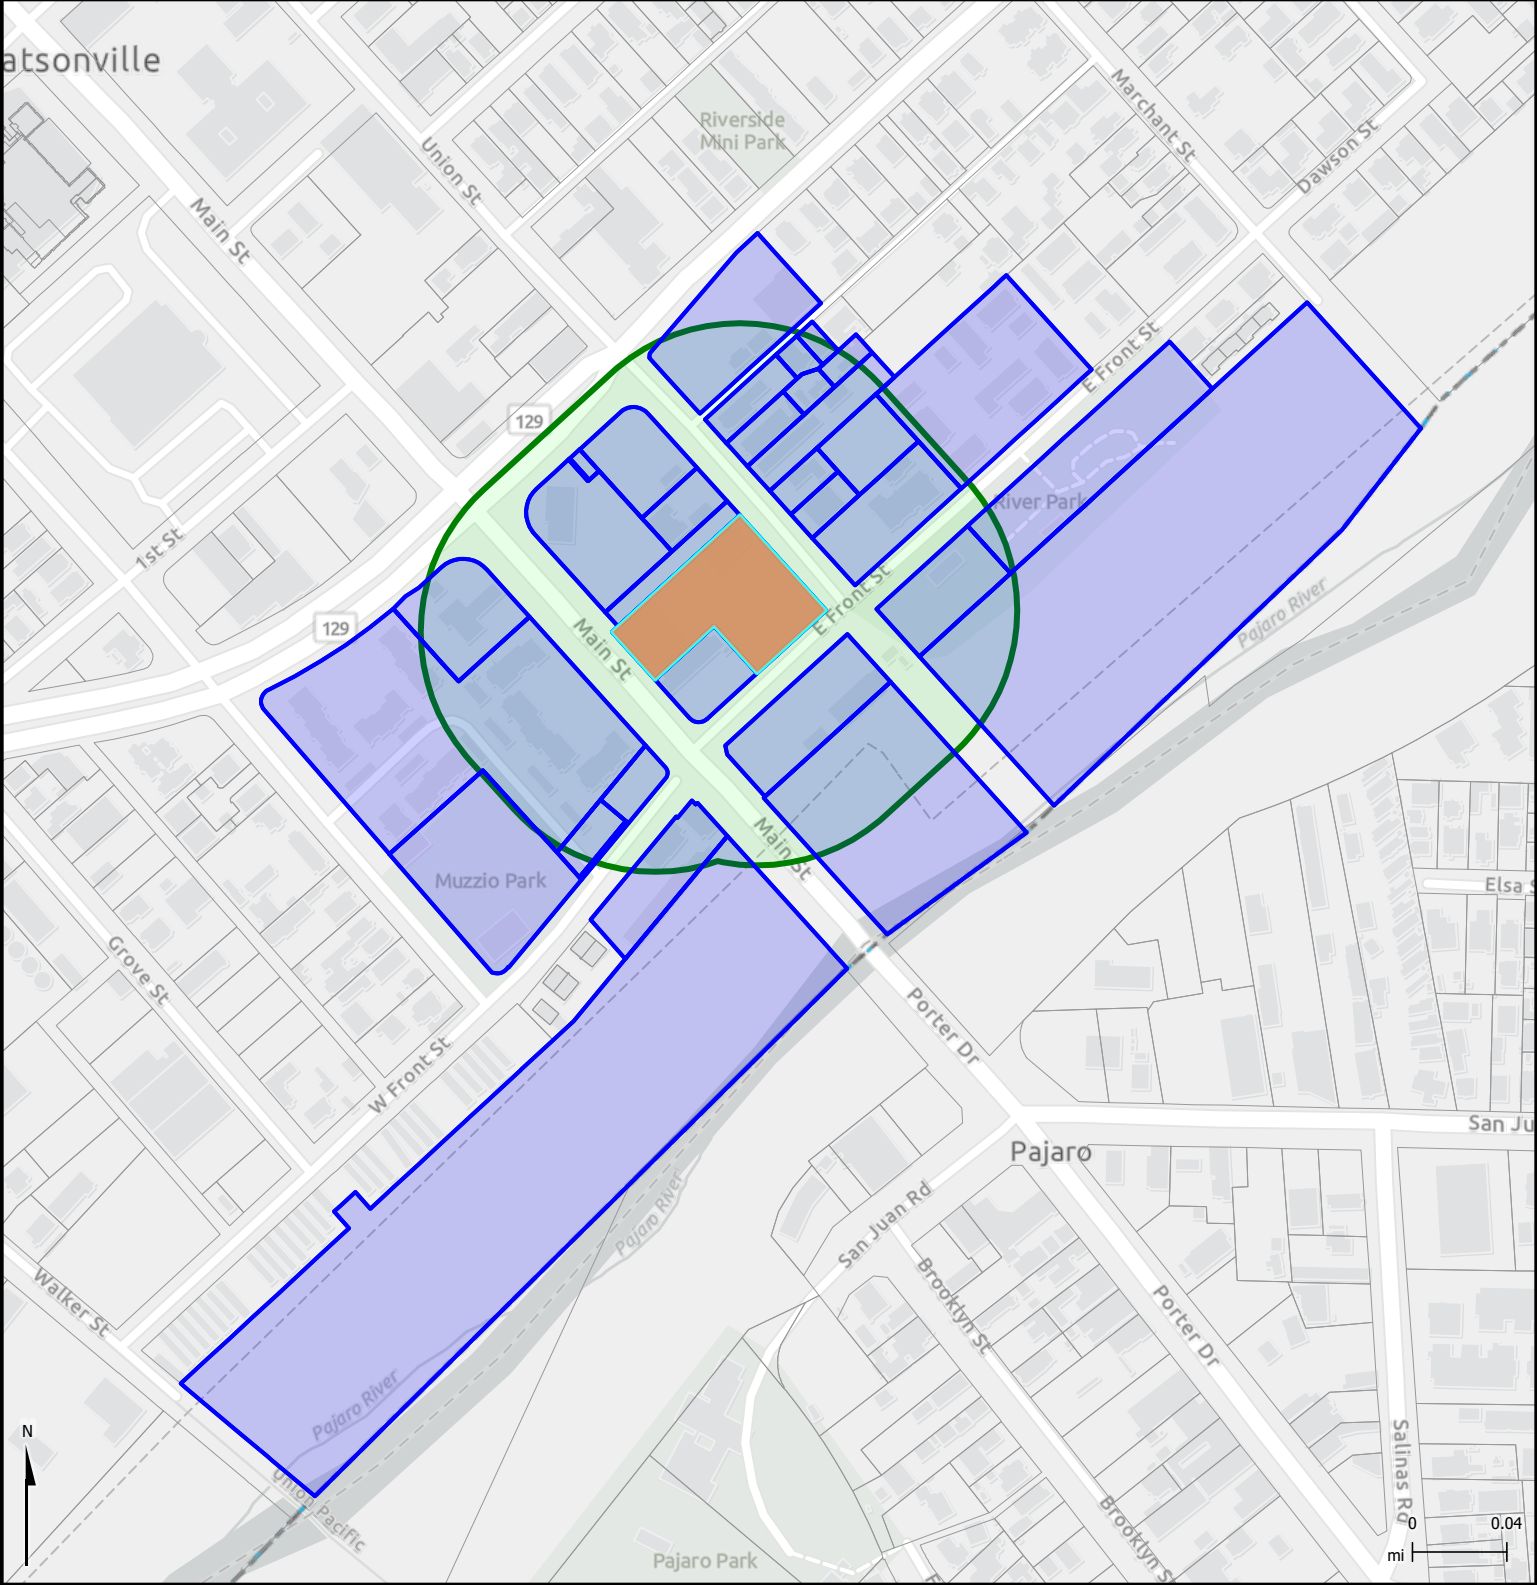 atsonville
Riverside
Mini Park
Marchant St
Dawson St
Union St
Main St
129
E Front St
River Park
1st St
129
Main St
E Front St
Pajaro River
Main St
Muzzio Park
Elsa S
Grove St
W Front St
Porter Dr
San Ju
Pajaro
Pajaro River
San Juan Rd
Walker St
Brooklyn St
Porter Dr
Pajaro River
Salinas Rd
N
Union Pacific
Brooklyn St
Pajaro Park
0 0.04
mi